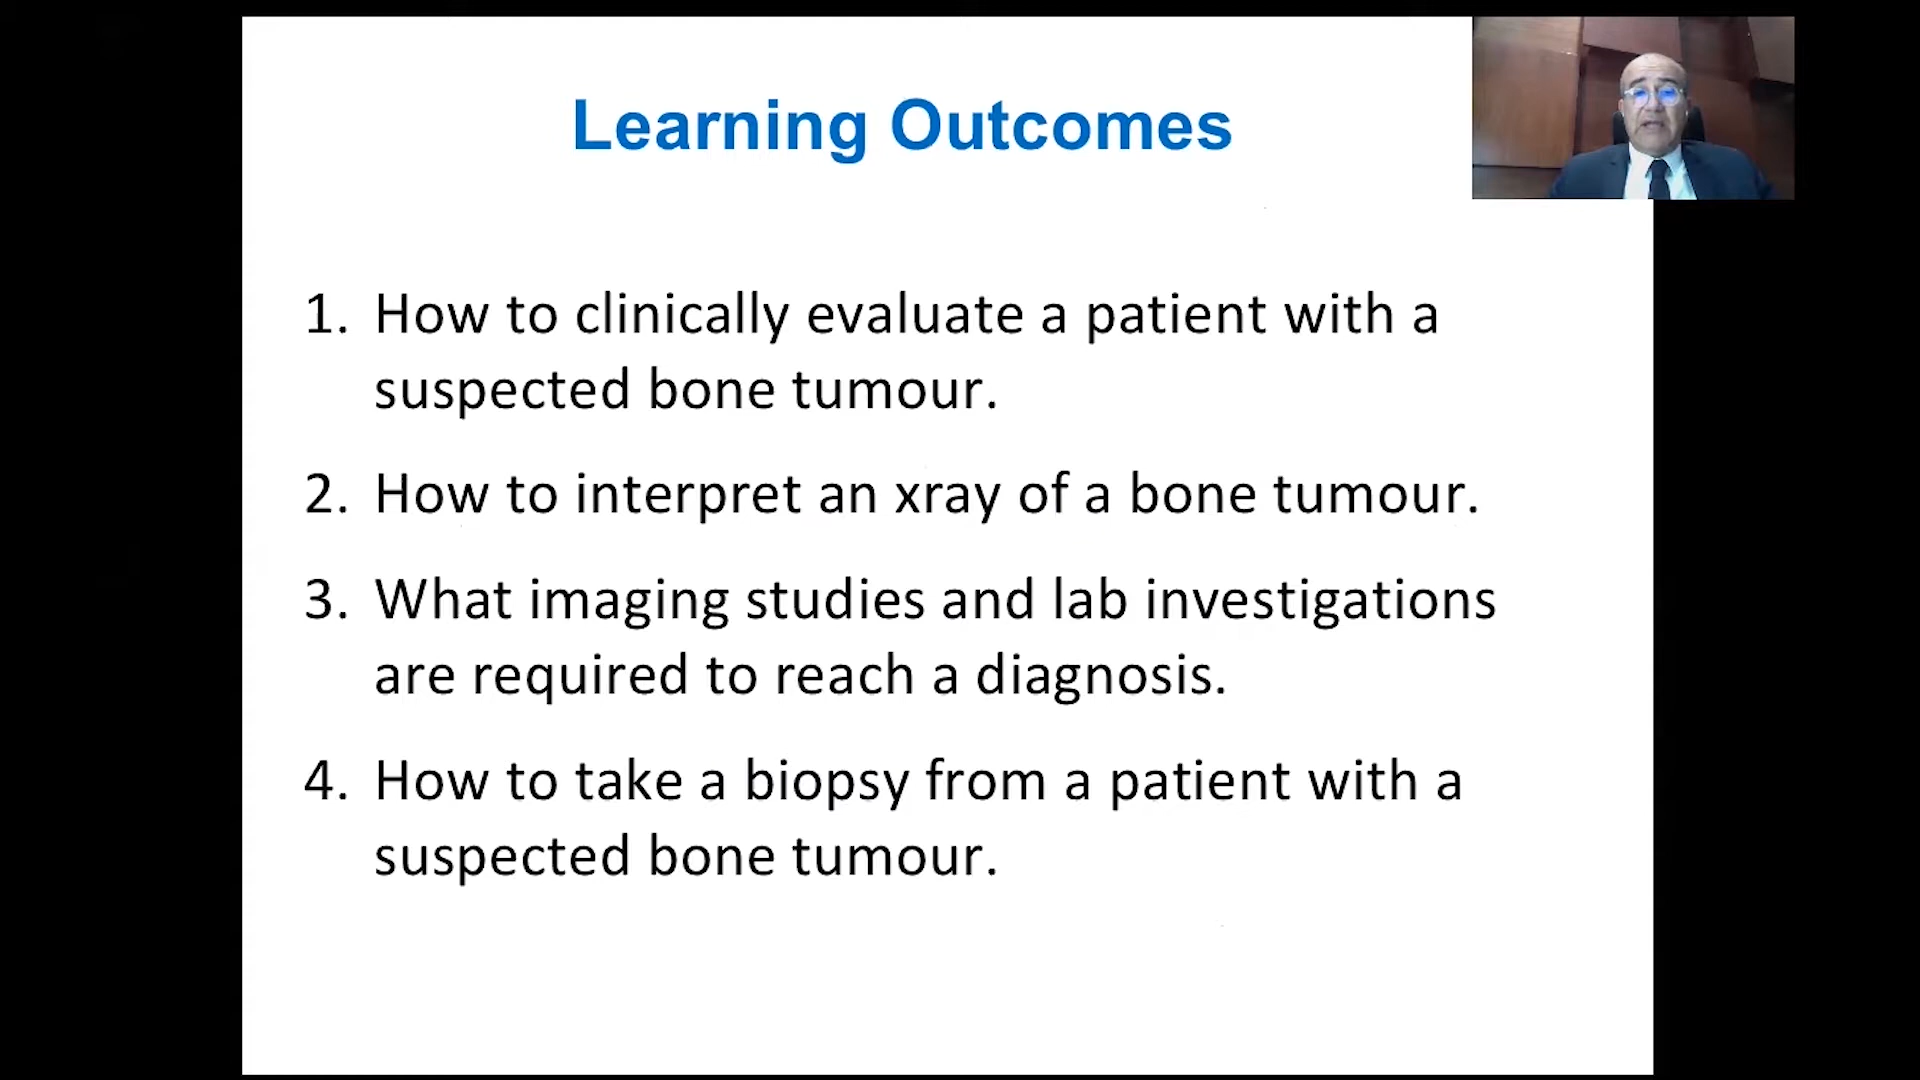 Learning Outcomes
1. How to clinically evaluate a patient with a
suspected bone tumour.
2. How to interpret an xray of a bone tumour.
3. What imaging studies and lab investigations
are required to reach a diagnosis.
4. How to take a biopsy from a patient with a
suspected bone tumour.